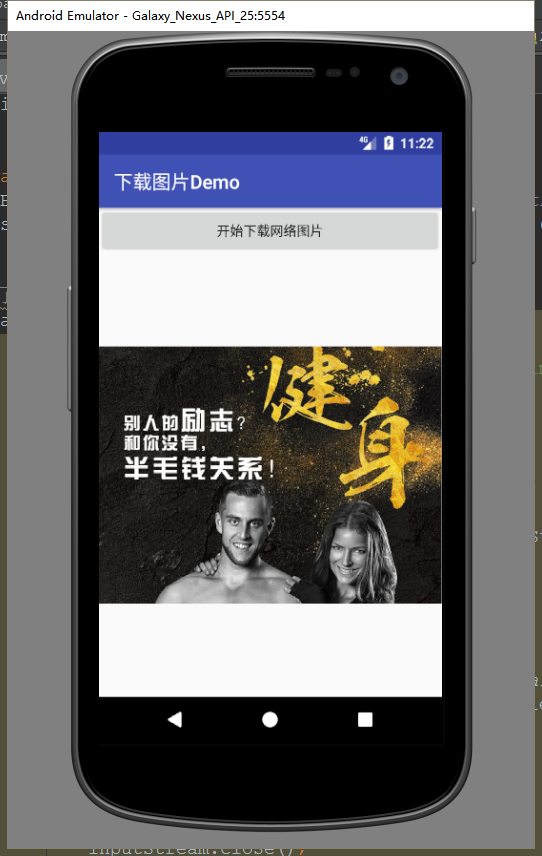 Android Emulator - Galaxy_Nexus_API_25:5554
4G 11:22
下载图片Demo
开始下载网络图片
健身
别人的励志?
和你没有,
半毛钱关系!
inputStream.close();